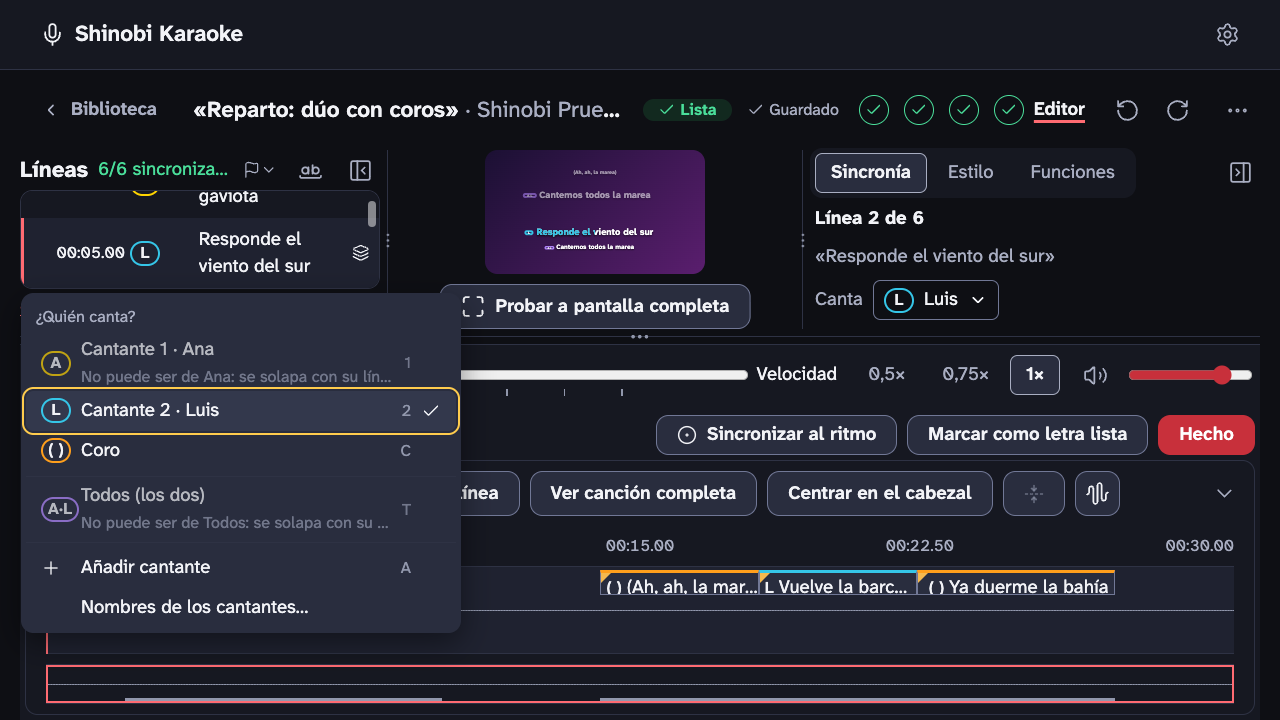 Shinobi Karaoke
Biblioteca
«Reparto: dúo con coros» · Shinobi Prue...
Lista
Guardado
Editor
Líneas
6/6 sincroniza...
ab
gaviota
00:05.00
L
Responde el
viento del sur
(Ah, ah, la marea)
Cantemos todos la marea
Responde el viento del sur
Cantemos todos la marea
Probar a pantalla completa
Sincronía
Estilo
Funciones
Línea 2 de 6
«Responde el viento del sur»
Canta
L
Luis
¿Quién canta?
A
Cantante 1 · Ana
1
No puede ser de Ana: se solapa con su lín...
L
Cantante 2 · Luis
2
( )
Coro
C
A·L
Todos (los dos)
T
No puede ser de Todos: se solapa con su ...
Añadir cantante
A
Nombres de los cantantes...
Velocidad
0,5×
0,75×
1×
Sincronizar al ritmo
Marcar como letra lista
Hecho
ínea
Ver canción completa
Centrar en el cabezal
00:15.00
00:22.50
00:30.00
( ) (Ah, ah, la mar...
L Vuelve la barc...
( ) Ya duerme la bahía